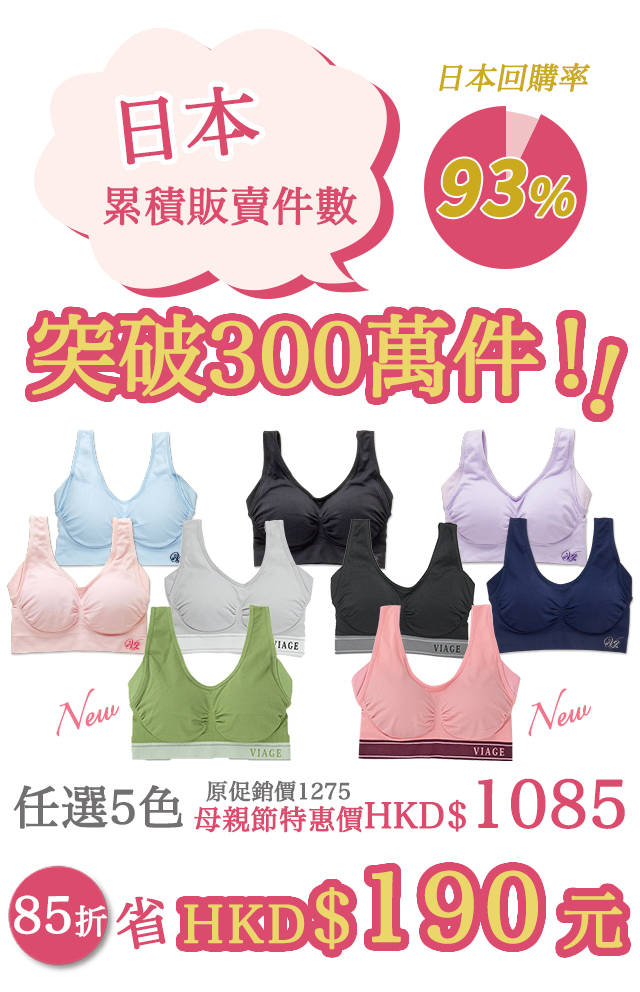 日本
累積販賣件數
日本回購率
93%
突破300萬件!!
VIAGE
VIAGE
New
New
VIAGE
VIAGE
任選5色
原促銷價1275
母親節特惠價HKD$1085
85折
省HKD$190元